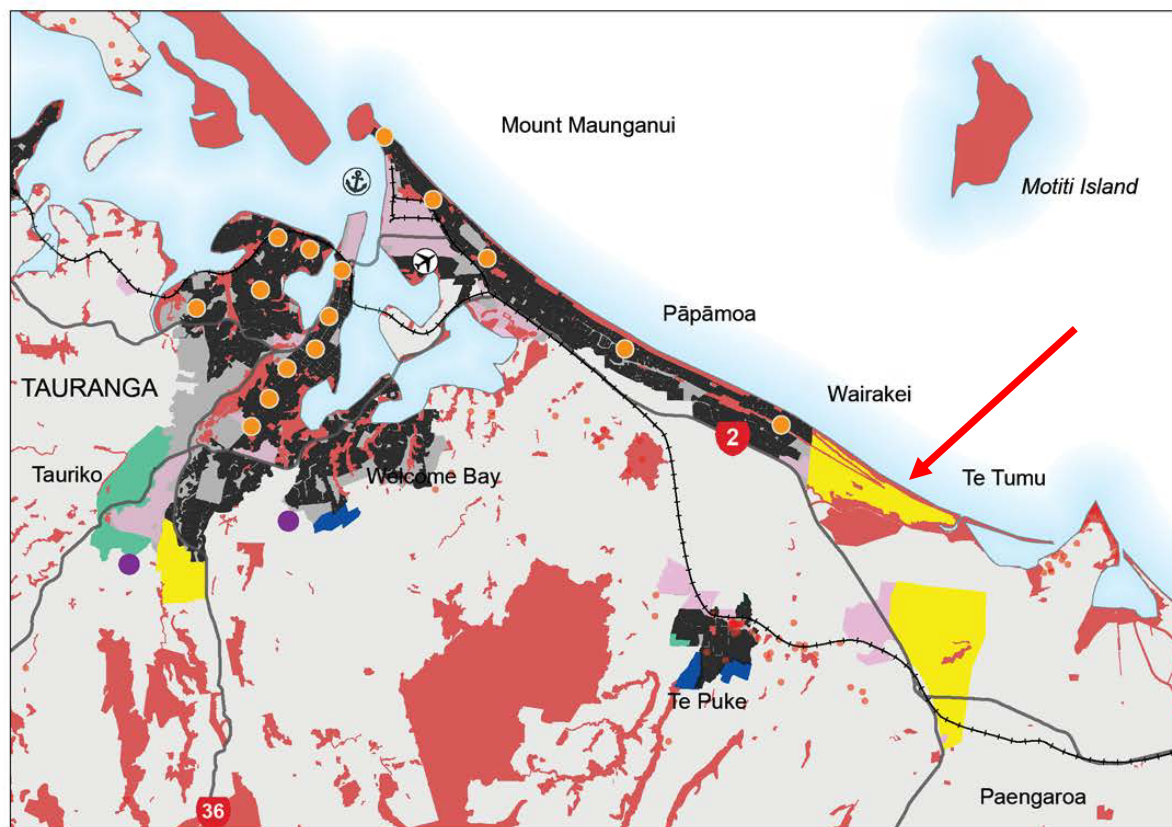 Mount Maunganui
Motiti Island
Pāpāmoa
TAURANGA
Wairakei
2
Tauriko
Welcome Bay
Te Tumu
Te Puke
36
Paengaroa